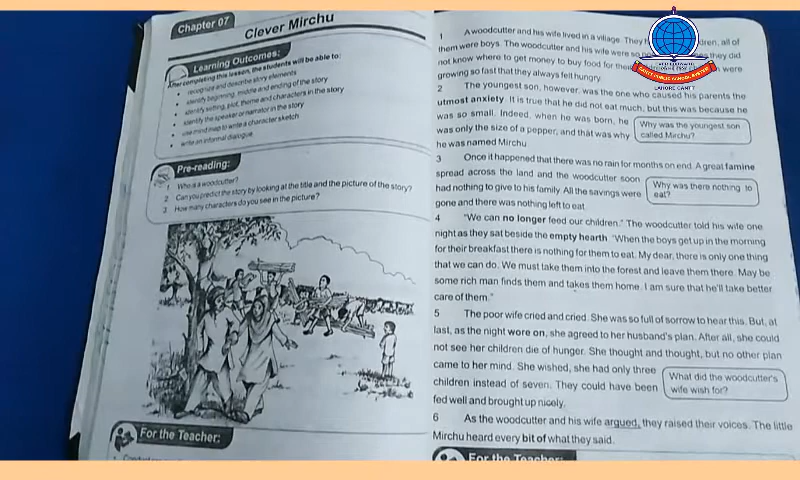 Chapter 07
Clever Mirchu
Learning Outcomes:
After completing this lesson, the students will be able to:
recognize and describe story elements
identify beginning, middle and ending of the story
identify setting, plot, theme and characters in the story
identify the speaker or narrator in the story
use mind map to write a character sketch
write an informal dialogue
Pre-reading:
1. Who is a woodcutter?
2. Can you predict the story by looking at the title and the picture of the story?
3. How many characters do you see in the picture?
For the Teacher:
1 A woodcutter and his wife lived in a village. They all of
them were boys. The woodcutter and his wife were so they did
not know where to get money to buy food for were
growing so fast that they always felt hungry.
2 The youngest son, however, was the one who caused his parents the
utmost anxiety. It is true that he did not eat much, but this was because he
was so small. Indeed, when he was born, he
was only the size of a pepper, and that was why
he was named Mirchu
Why was the youngest son
called Mirchu?
3 Once it happened that there was no rain for months on end. A great famine
spread across the land and the woodcutter soon
had nothing to give to his family. All the savings were
gone and there was nothing left to eat.
Why was there nothing to
eat?
4 "We can no longer feed our children." The woodcutter told his wife one
night as they sat beside the empty hearth "When the boys get up in the morning
for their breakfast there is nothing for them to eat. My dear, there is only one thing
that we can do. We must take them into the forest and leave them there. May be
some rich man finds them and takes them home. I am sure that he'll take better
care of them."
5 The poor wife cried and cried. She was so full of sorrow to hear this. But, at
last, as the night wore on, she agreed to her husband's plan. After all, she could
not see her children die of hunger. She thought and thought, but no other plan
came to her mind. She wished, she had only three
children instead of seven. They could have been
fed well and brought up nicely.
What did the woodcutter's
wife wish for?
6 As the woodcutter and his wife argued, they raised their voices. The little
Mirchu heard every bit of what they said.
For the Teacher:
LAHORE CANTT